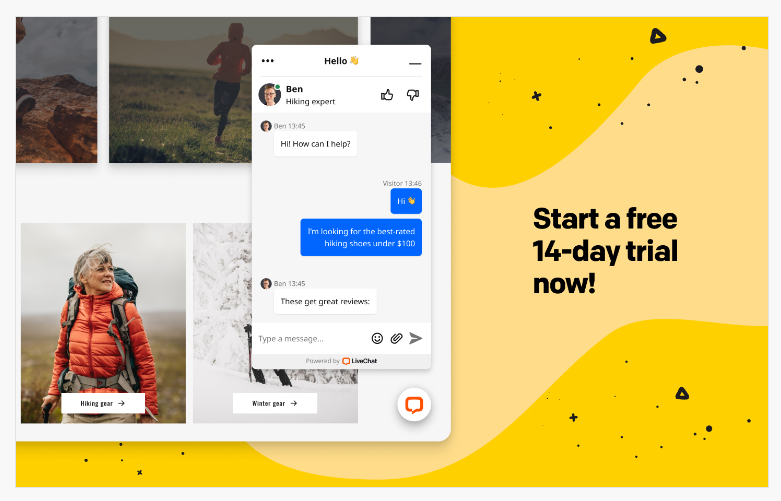 Hello 👋
Ben
Hiking expert
Ben 13:45
Hi! How can I help?
Visitor 13:46
Hi 👋
I'm looking for the best-rated
hiking shoes under $100
Ben 13:45
These get great reviews:
Type a message...
Powered by LiveChat
Hiking gear →
Winter gear →
Start a free
14-day trial
now!